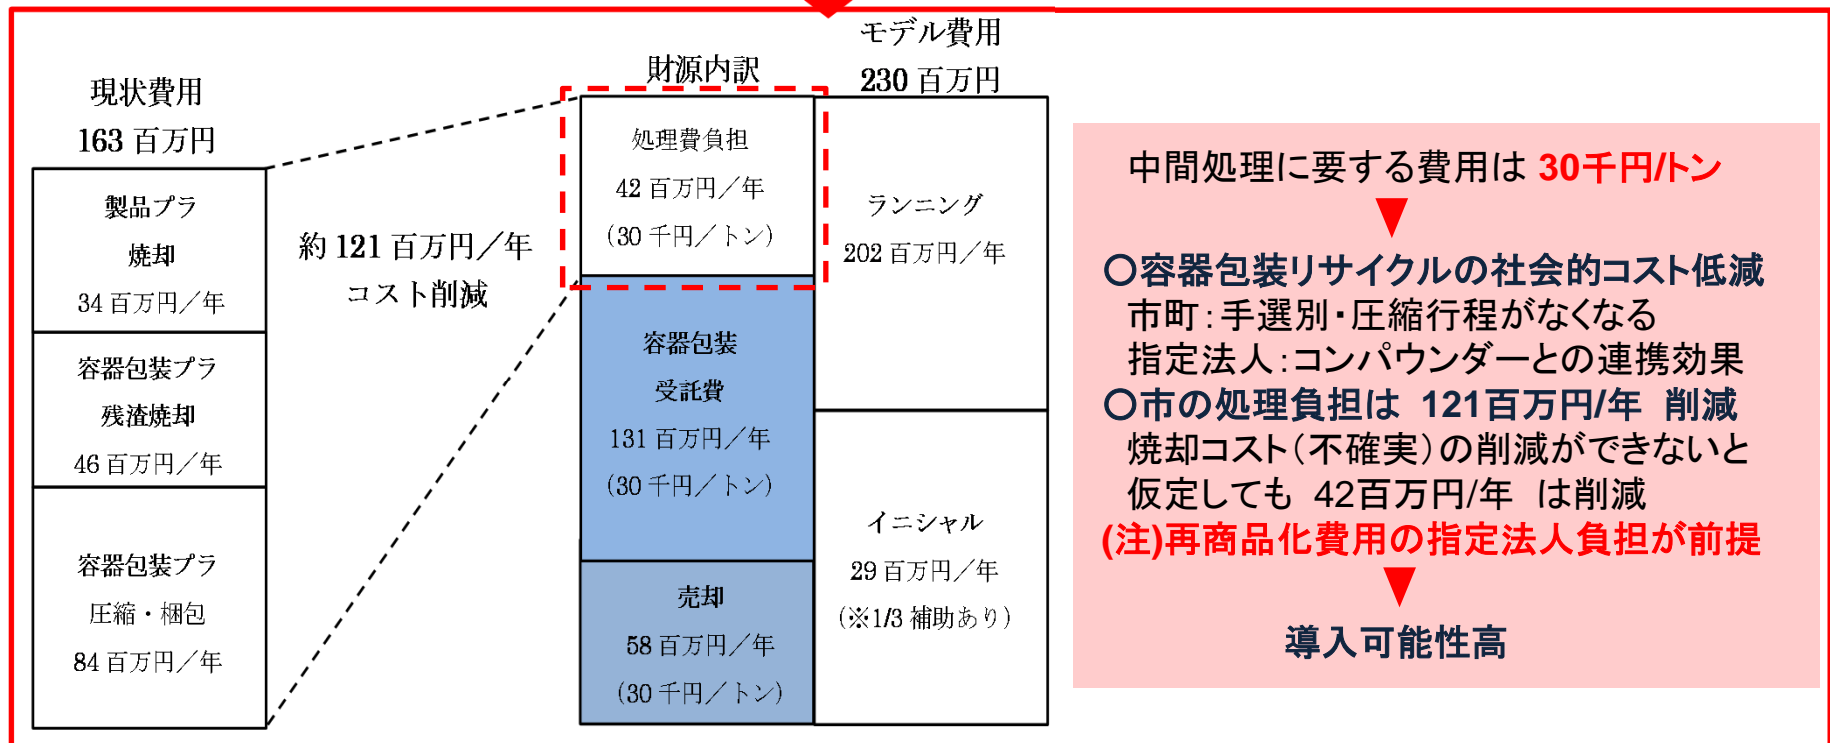 現状費用
163 百万円
製品プラ
焼却
34 百万円／年
容器包装プラ
残渣焼却
46 百万円／年
容器包装プラ
圧縮・梱包
84 百万円／年
約 121 百万円／年
コスト削減
財源内訳
処理費負担
42 百万円／年
(30 千円／トン)
容器包装
受託費
131 百万円／年
(30 千円／トン)
売却
58 百万円／年
(30 千円／トン)
モデル費用
230 百万円
ランニング
202 百万円／年
イニシャル
29 百万円／年
(※1/3 補助あり)
中間処理に要する費用は 30千円/トン
○容器包装リサイクルの社会的コスト低減
市町：手選別・圧縮行程がなくなる
指定法人：コンパウンダーとの連携効果
○市の処理負担は 121百万円/年 削減
焼却コスト（不確実）の削減ができないと
仮定しても 42百万円/年 は削減
(注)再商品化費用の指定法人負担が前提
導入可能性高